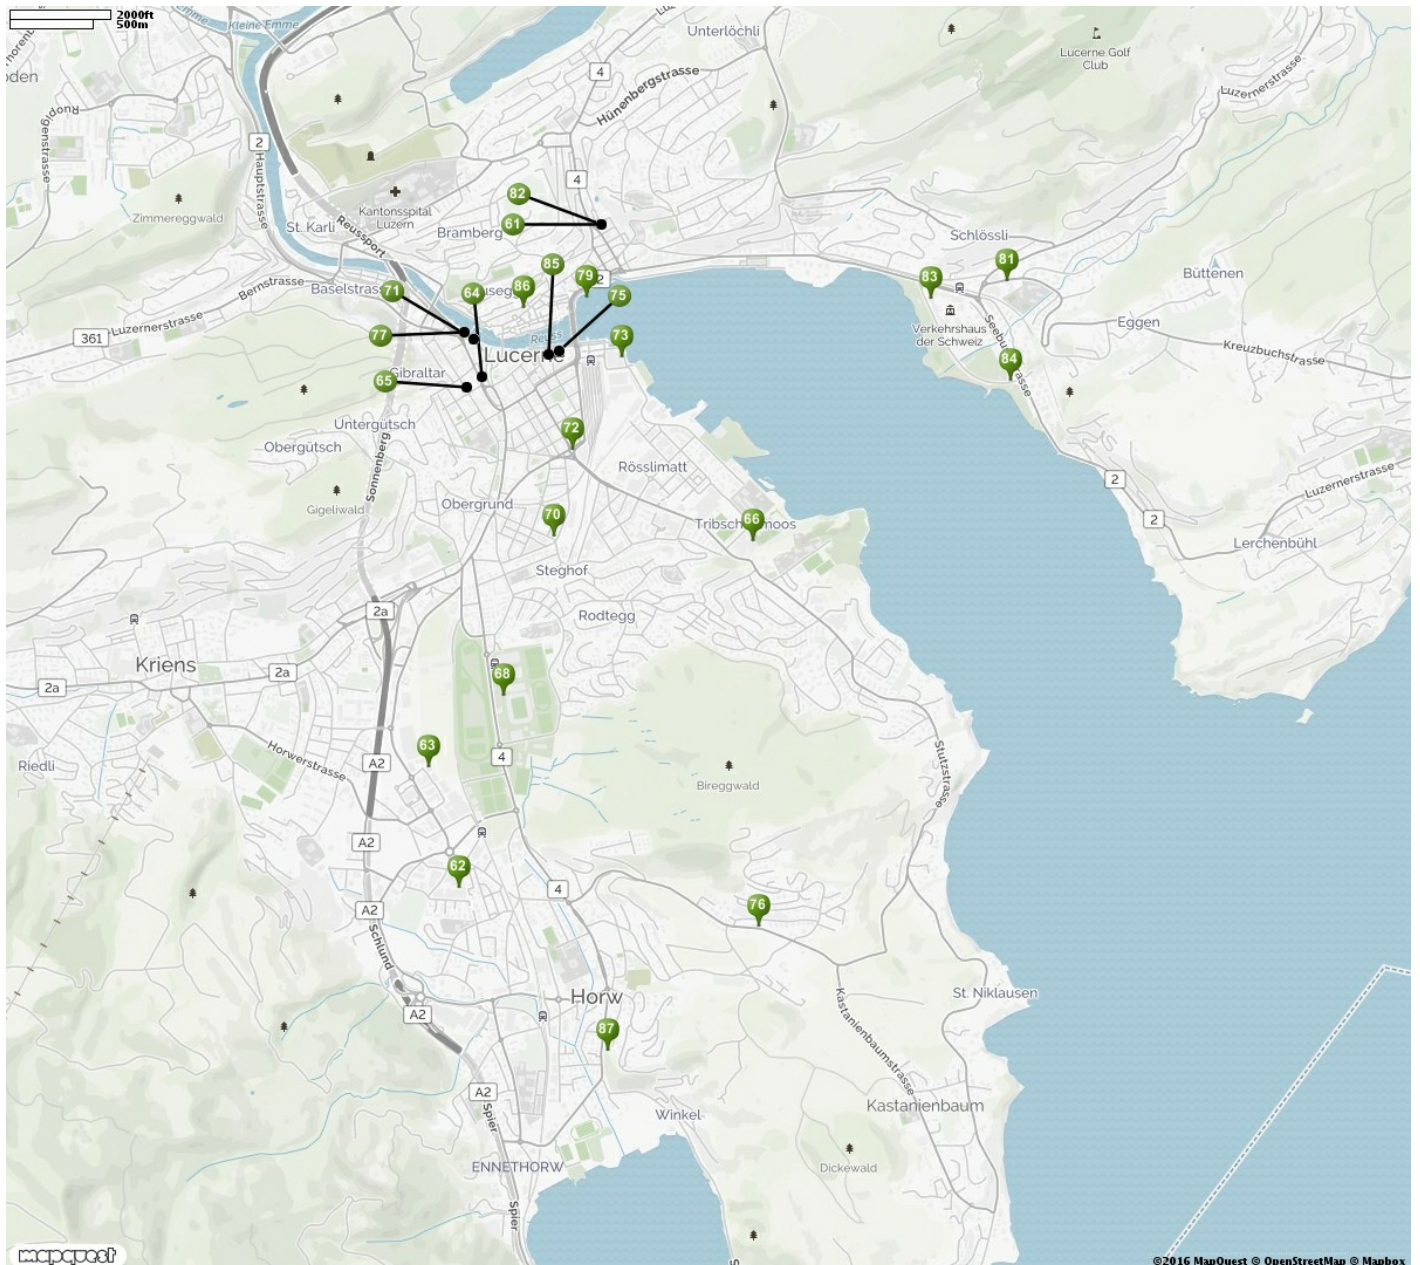 2000ft
500m
Kleine Emme
Unterlöchli
Lucerne Golf
Club
4
Hünenbergstrasse
Luzernerstrasse
2
Hauptstrasse
Zimmereggwald
St. Karli
Reussport
Kantonsspital
Luzern
Bramberg
4
82
61
Schlössli
Büttenen
Bernstrasse
71
64
86
85
79
2
75
83
81
Verkehrshaus
der Schweiz
Eggen
Kreuzbuchstrasse
361
Luzernerstrasse
77
Lucerne
Reuss
73
84
65
Gibraltar
Untergütsch
Obergütsch
Sonnenberg
72
Rösslimatt
Gigeliwald
Obergrund
70
66
2
2
Luzernerstrasse
Lerchenbühl
Steghof
Rodtegg
2a
Kriens
2a
2a
68
63
Riedli
Horwerstrasse
A2
4
Bireggwald
Stutzstrasse
A2
62
4
76
A2
Schlund
Horw
St. Niklausen
A2
87
Kastanienbaumstrasse
A2
Spier
Winkel
Kastanienbaum
ENNETHORW
Dickewald
Spier
mapquest
©2016 MapQuest © OpenStreetMap © Mapbox